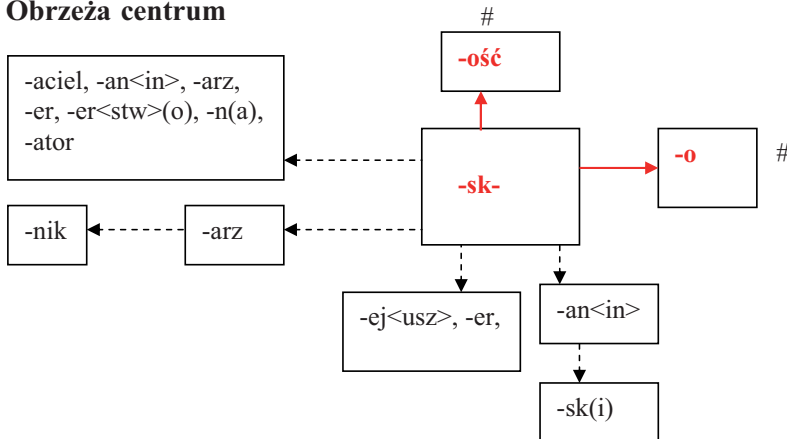 Obrzeża centrum
#
-ość
-aciel, -an<in>, -arz,
-er, -er<stw>(o), -n(a),
-ator
-sk-
-o
#
-nik
-arz
-ej<usz>, -er,
-an<in>
-sk(i)